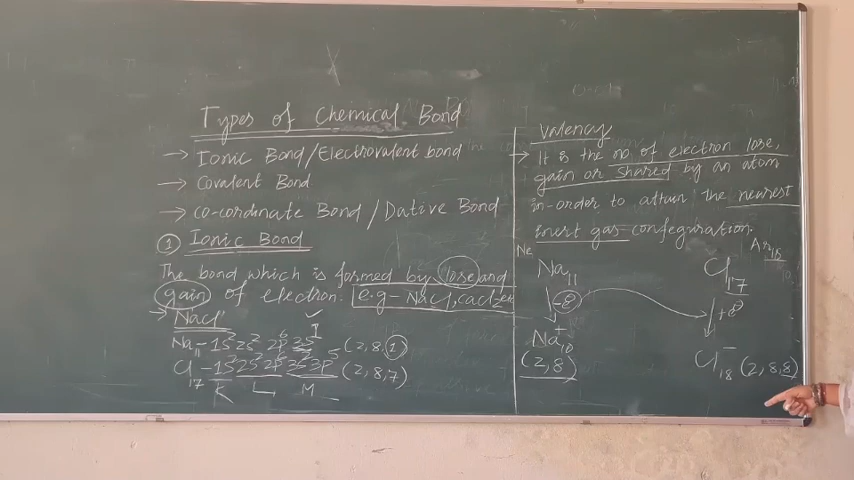 Types of Chemical Bond
→ Ionic Bond/Electrovalent bond
→ Covalent Bond
→ co-cordinate Bond/Dative Bond
① Ionic Bond
The bond which is formed by lose and
gain of electron. e.g - NaCl, CaCl2 etc
→ NaCl
Na11 - 1s² 2s² 2p⁶ 3s¹ (2,8,1)
Cl17 - 1s² 2s² 2p⁶ 3s² 3p⁵ (2,8,7)
K L M
Valency
→ It is the no. of electron lose,
gain or shared by an atom
in-order to attain the nearest
inert gas confeguration.
Ne Ar18
Na11 Cl17
-e +e
Na⁺10 Cl⁻18 (2,8,8)
(2,8)